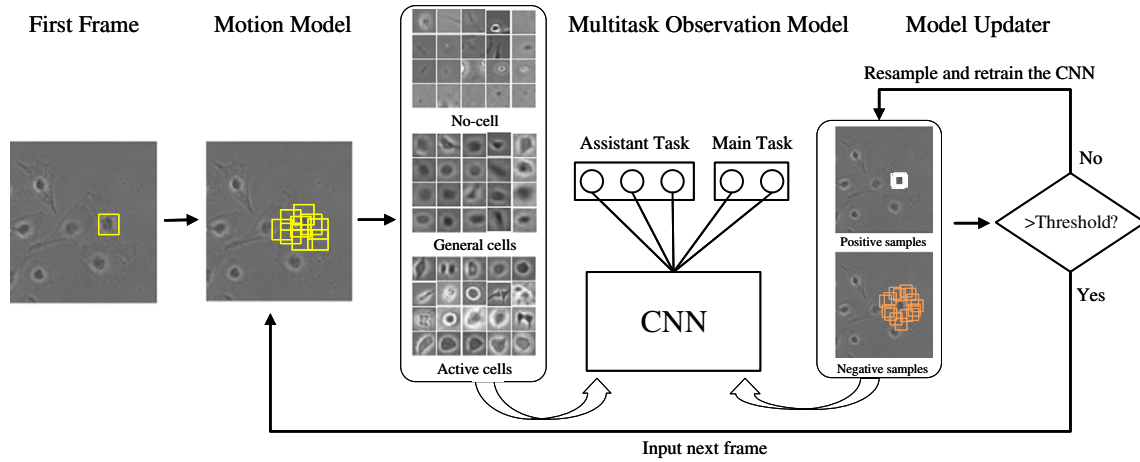 First Frame
Motion Model
Multitask Observation Model
Model Updater
Resample and retrain the CNN
No-cell
General cells
Active cells
Assistant Task
Main Task
CNN
Positive samples
Negative samples
No
>Threshold?
Yes
Input next frame